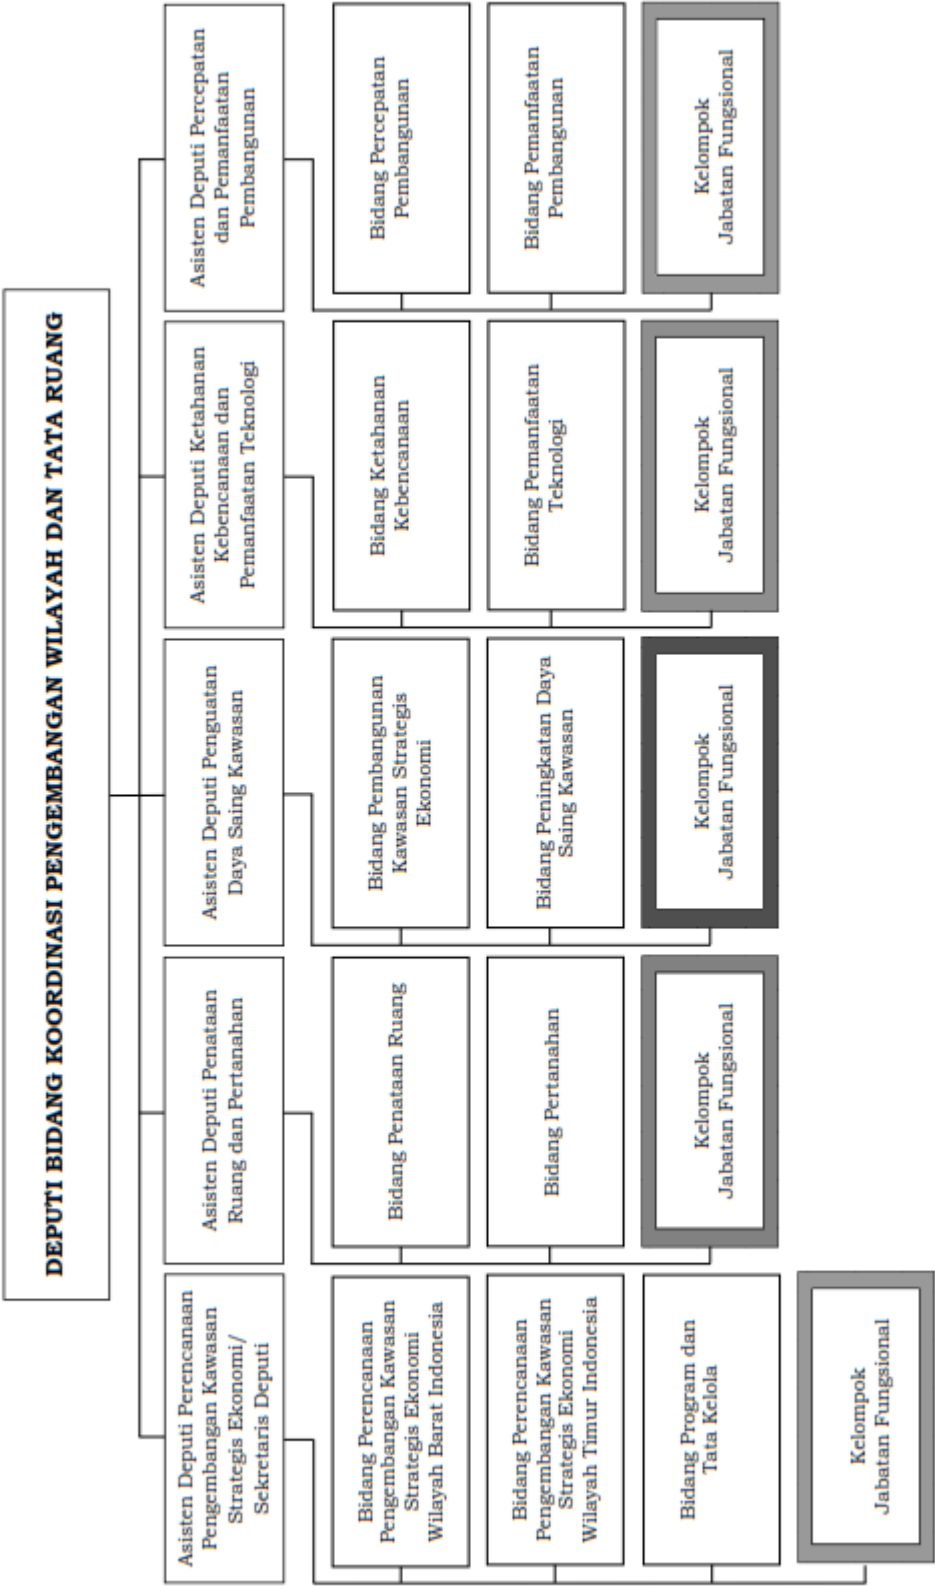 DEPUTI BIDANG KOORDINASI PENGEMBANGAN WILAYAH DAN TATA RUANG
Asisten Deputi Perencanaan
Pengembangan Kawasan
Strategis Ekonomi/
Sekretaris Deputi
Bidang Perencanaan
Pengembangan Kawasan
Strategis Ekonomi
Wilayah Barat Indonesia
Bidang Perencanaan
Pengembangan Kawasan
Strategis Ekonomi
Wilayah Timur Indonesia
Bidang Program dan
Tata Kelola
Kelompok
Jabatan Fungsional
Asisten Deputi Penataan
Ruang dan Pertanahan
Bidang Penataan Ruang
Bidang Pertanahan
Kelompok
Jabatan Fungsional
Asisten Deputi Penguatan
Daya Saing Kawasan
Bidang Pembangunan
Kawasan Strategis
Ekonomi
Bidang Peningkatan Daya
Saing Kawasan
Kelompok
Jabatan Fungsional
Asisten Deputi Ketahanan
Kebencanaan dan
Pemanfaatan Teknologi
Bidang Ketahanan
Kebencanaan
Bidang Pemanfaatan
Teknologi
Kelompok
Jabatan Fungsional
Asisten Deputi Percepatan
dan Pemanfaatan
Pembangunan
Bidang Percepatan
Pembangunan
Bidang Pemanfaatan
Pembangunan
Kelompok
Jabatan Fungsional